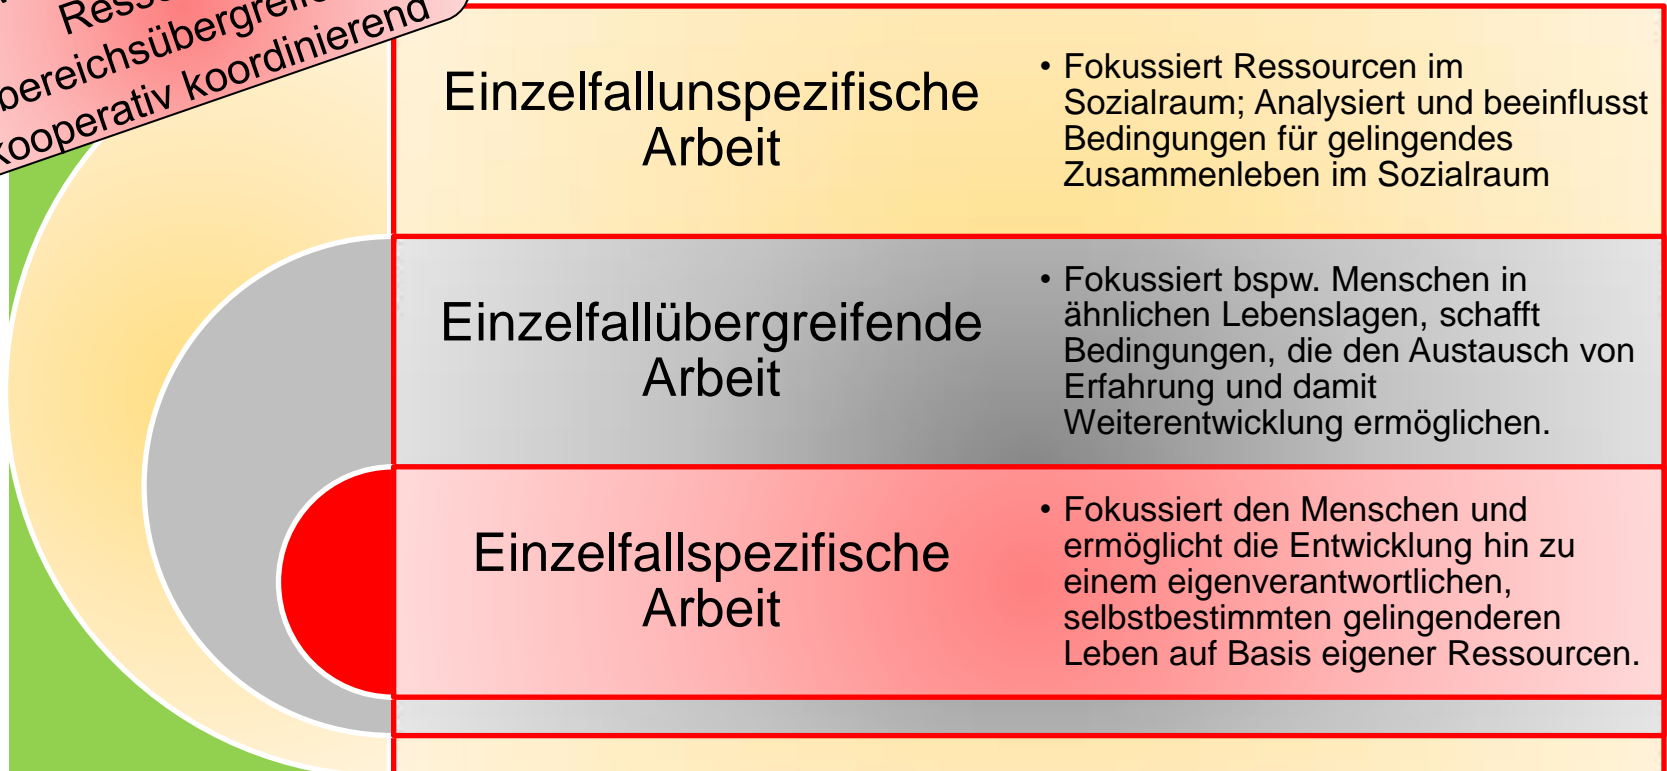 bereichsübergreife
kooperativ koordinierend
Einzelfallunspezifische
Arbeit
• Fokussiert Ressourcen im
Sozialraum; Analysiert und beeinflusst
Bedingungen für gelingendes
Zusammenleben im Sozialraum
Einzelfallübergreifende
Arbeit
• Fokussiert bspw. Menschen in
ähnlichen Lebenslagen, schafft
Bedingungen, die den Austausch von
Erfahrung und damit
Weiterentwicklung ermöglichen.
Einzelfallspezifische
Arbeit
• Fokussiert den Menschen und
ermöglicht die Entwicklung hin zu
einem eigenverantwortlichen,
selbstbestimmten gelingenderen
Leben auf Basis eigener Ressourcen.